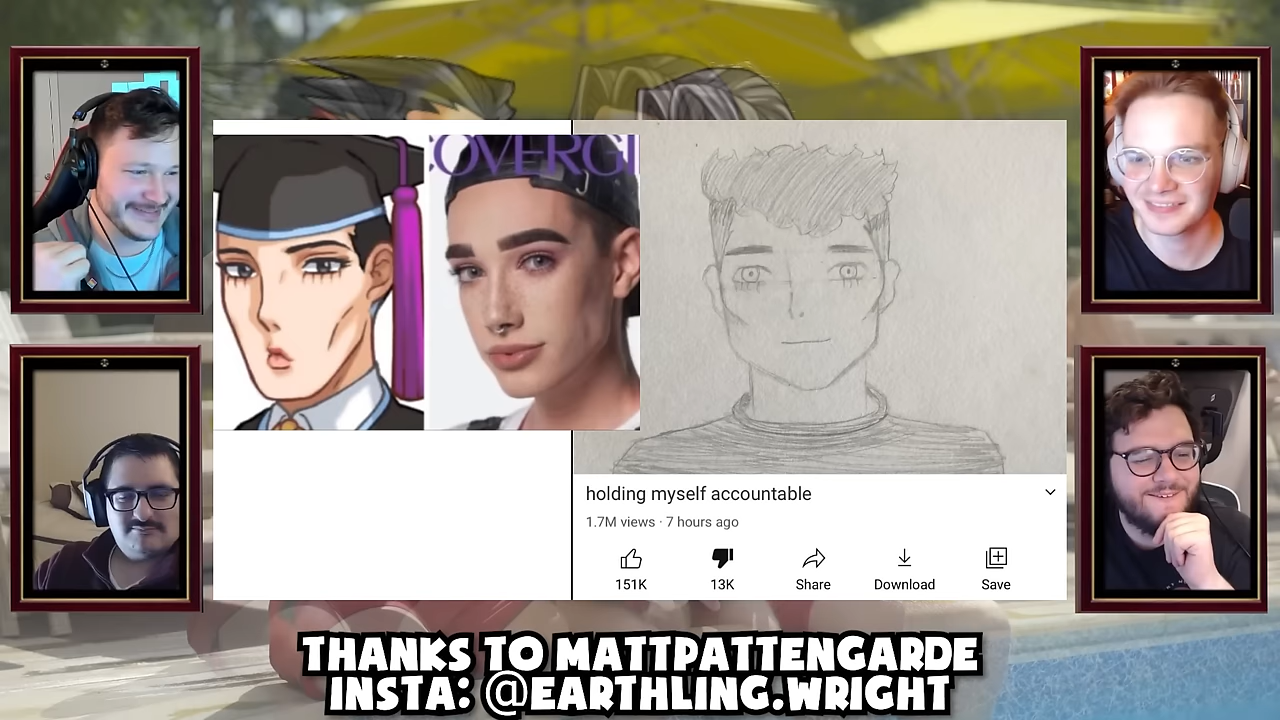 COVERGI
holding myself accountable
1.7M views · 7 hours ago
151K
13K
Share
Download
Save
THANKS TO MATTPATTENGARDE
INSTA: @EARTHLING.WRIGHT